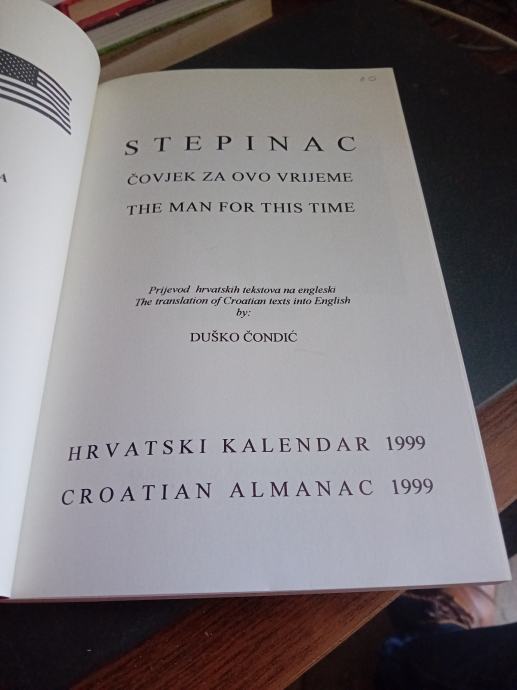 STEPINAC
ČOVJEK ZA OVO VRIJEME
THE MAN FOR THIS TIME
Prijevod hrvatskih tekstova na engleski
The translation of Croatian texts into English
by:
DUŠKO ČONDIĆ
HRVATSKI KALENDAR 1999
CROATIAN ALMANAC 1999